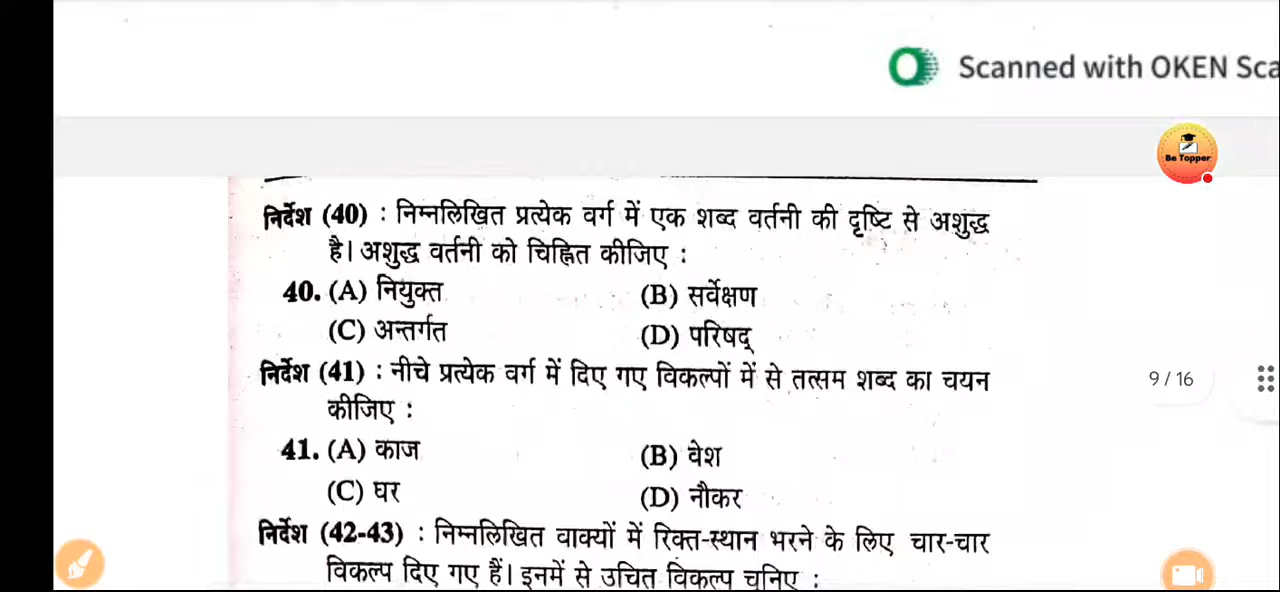 Scanned with OKEN Sca
Be Topper
निर्देश (40) : निम्नलिखित प्रत्येक वर्ग में एक शब्द वर्तनी की दृष्टि से अशुद्ध
है। अशुद्ध वर्तनी को चिह्नित कीजिए :
40. (A) नियुक्त (B) सर्वेक्षण
(C) अन्तर्गत (D) परिषद्
निर्देश (41) : नीचे प्रत्येक वर्ग में दिए गए विकल्पों में से तत्सम शब्द का चयन
9 / 16
कीजिए :
41. (A) काज (B) वेश
(C) घर (D) नौकर
निर्देश (42-43) : निम्नलिखित वाक्यों में रिक्त-स्थान भरने के लिए चार-चार
विकल्प दिए गए हैं। इनमें से उचित विकल्प चुनिए :